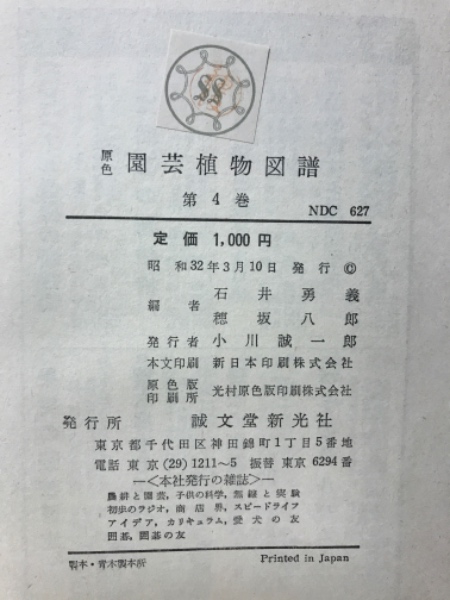 原色 園芸植物図譜
第4巻
NDC 627
定価 1,000円
昭和32年3月10日 発行 ©
編者 石井勇義
穂坂八郎
発行者 小川誠一郎
本文印刷 新日本印刷株式会社
原色版印刷所 光村原色版印刷株式会社
発行所 誠文堂新光社
東京都千代田区神田錦町1丁目5番地
電話 東京(29)1211〜5 振替 東京 6294番
―<本社発行の雑誌>―
農耕と園芸, 子供の科学, 無線と実験
初歩のラジオ, 商店界, スピードライフ
アイデア, カリキュラム, 愛犬の友
囲碁, 囲碁の友
製本・青木製本所 Printed in Japan